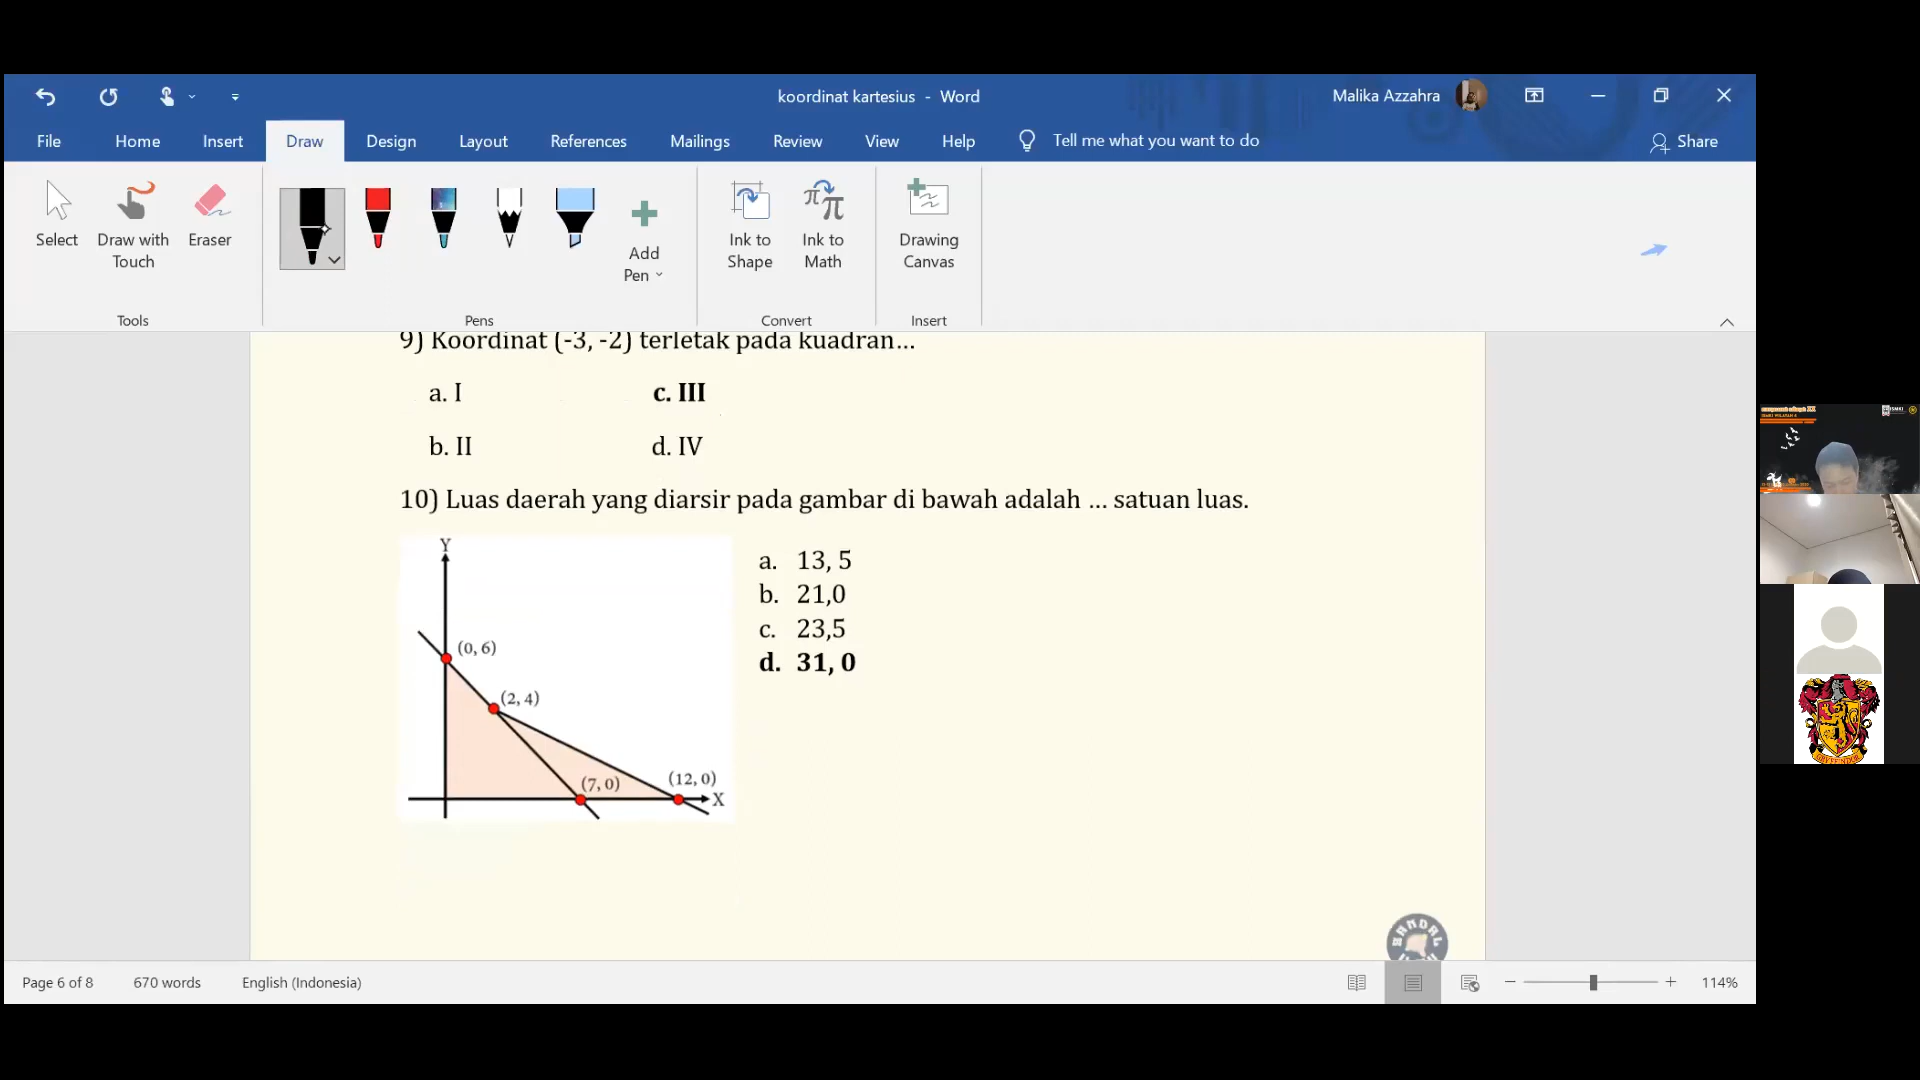 koordinat kartesius - Word
Malika Azzahra
File Home Insert Draw Design Layout References Mailings Review View Help Tell me what you want to do Share
Select
Draw with Touch
Eraser
Add Pen
Ink to Shape
Ink to Math
Drawing Canvas
Tools
Pens
Convert
Insert
9) Koordinat (-3, -2) terletak pada kuadran...
a. I c. III
b. II d. IV
10) Luas daerah yang diarsir pada gambar di bawah adalah ... satuan luas.
Y
(0, 6)
(2, 4)
(7, 0)
(12, 0)
X
a. 13, 5
b. 21,0
c. 23,5
d. 31, 0
Page 6 of 8 670 words English (Indonesia) 114%
GRYFFINDOR